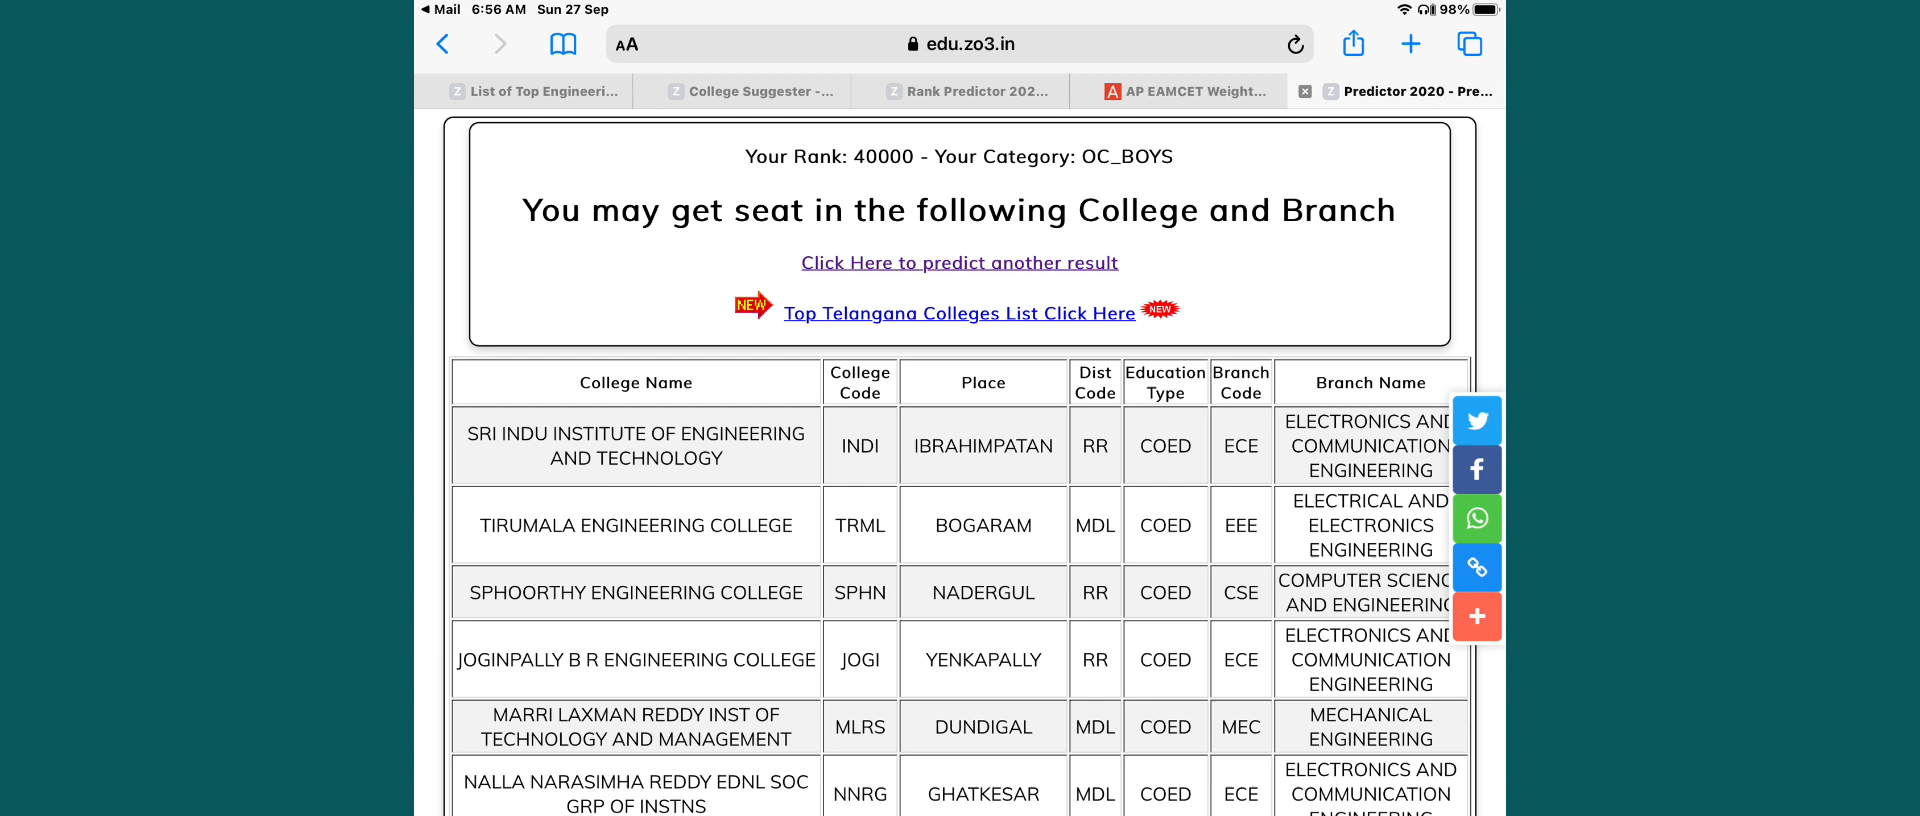 Mail 6:56 AM Sun 27 Sep 98%
AA edu.zo3.in
Z List of Top Engineeri... Z College Suggester -... Z Rank Predictor 202... A AP EAMCET Weight... Z Predictor 2020 - Pre...
Your Rank: 40000 - Your Category: OC_BOYS
You may get seat in the following College and Branch
Click Here to predict another result
NEW Top Telangana Colleges List Click Here NEW
College Name College Code Place Dist Code Education Type Branch Code Branch Name
SRI INDU INSTITUTE OF ENGINEERING AND TECHNOLOGY INDI IBRAHIMPATAN RR COED ECE ELECTRONICS AND COMMUNICATION ENGINEERING
TIRUMALA ENGINEERING COLLEGE TRML BOGARAM MDL COED EEE ELECTRICAL AND ELECTRONICS ENGINEERING
SPHOORTHY ENGINEERING COLLEGE SPHN NADERGUL RR COED CSE COMPUTER SCIENC AND ENGINEERING
JOGINPALLY B R ENGINEERING COLLEGE JOGI YENKAPALLY RR COED ECE ELECTRONICS AND COMMUNICATION ENGINEERING
MARRI LAXMAN REDDY INST OF TECHNOLOGY AND MANAGEMENT MLRS DUNDIGAL MDL COED MEC MECHANICAL ENGINEERING
NALLA NARASIMHA REDDY EDNL SOC GRP OF INSTNS NNRG GHATKESAR MDL COED ECE ELECTRONICS AND COMMUNICATION